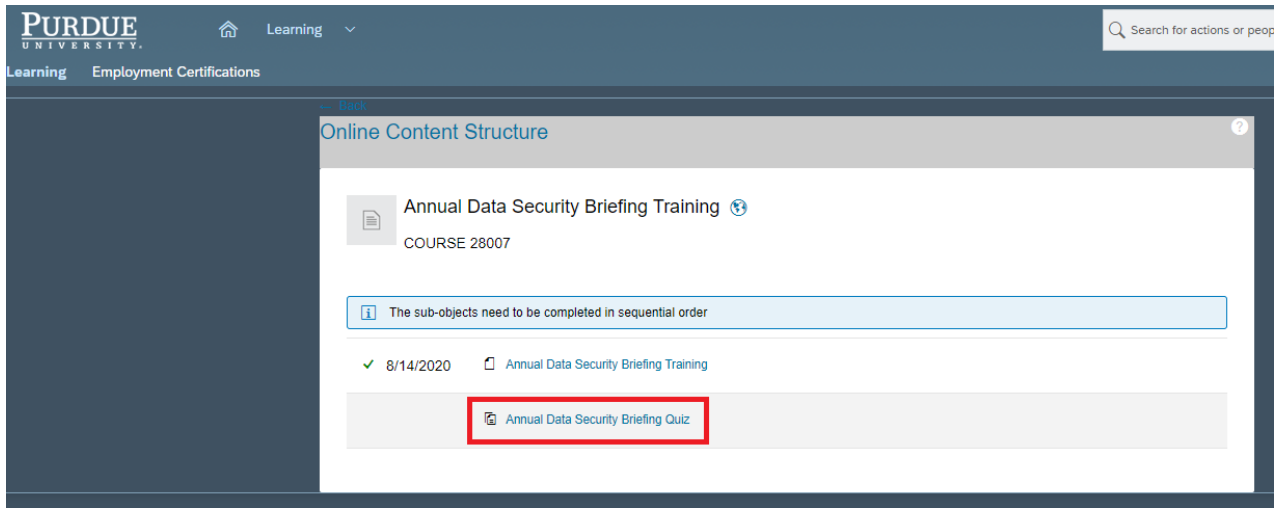 PURDUE
UNIVERSITY.
Learning
Search for actions or peop
Learning Employment Certifications
← Back
Online Content Structure
?
Annual Data Security Briefing Training
COURSE 28007
i The sub-objects need to be completed in sequential order
8/14/2020 Annual Data Security Briefing Training
Annual Data Security Briefing Quiz